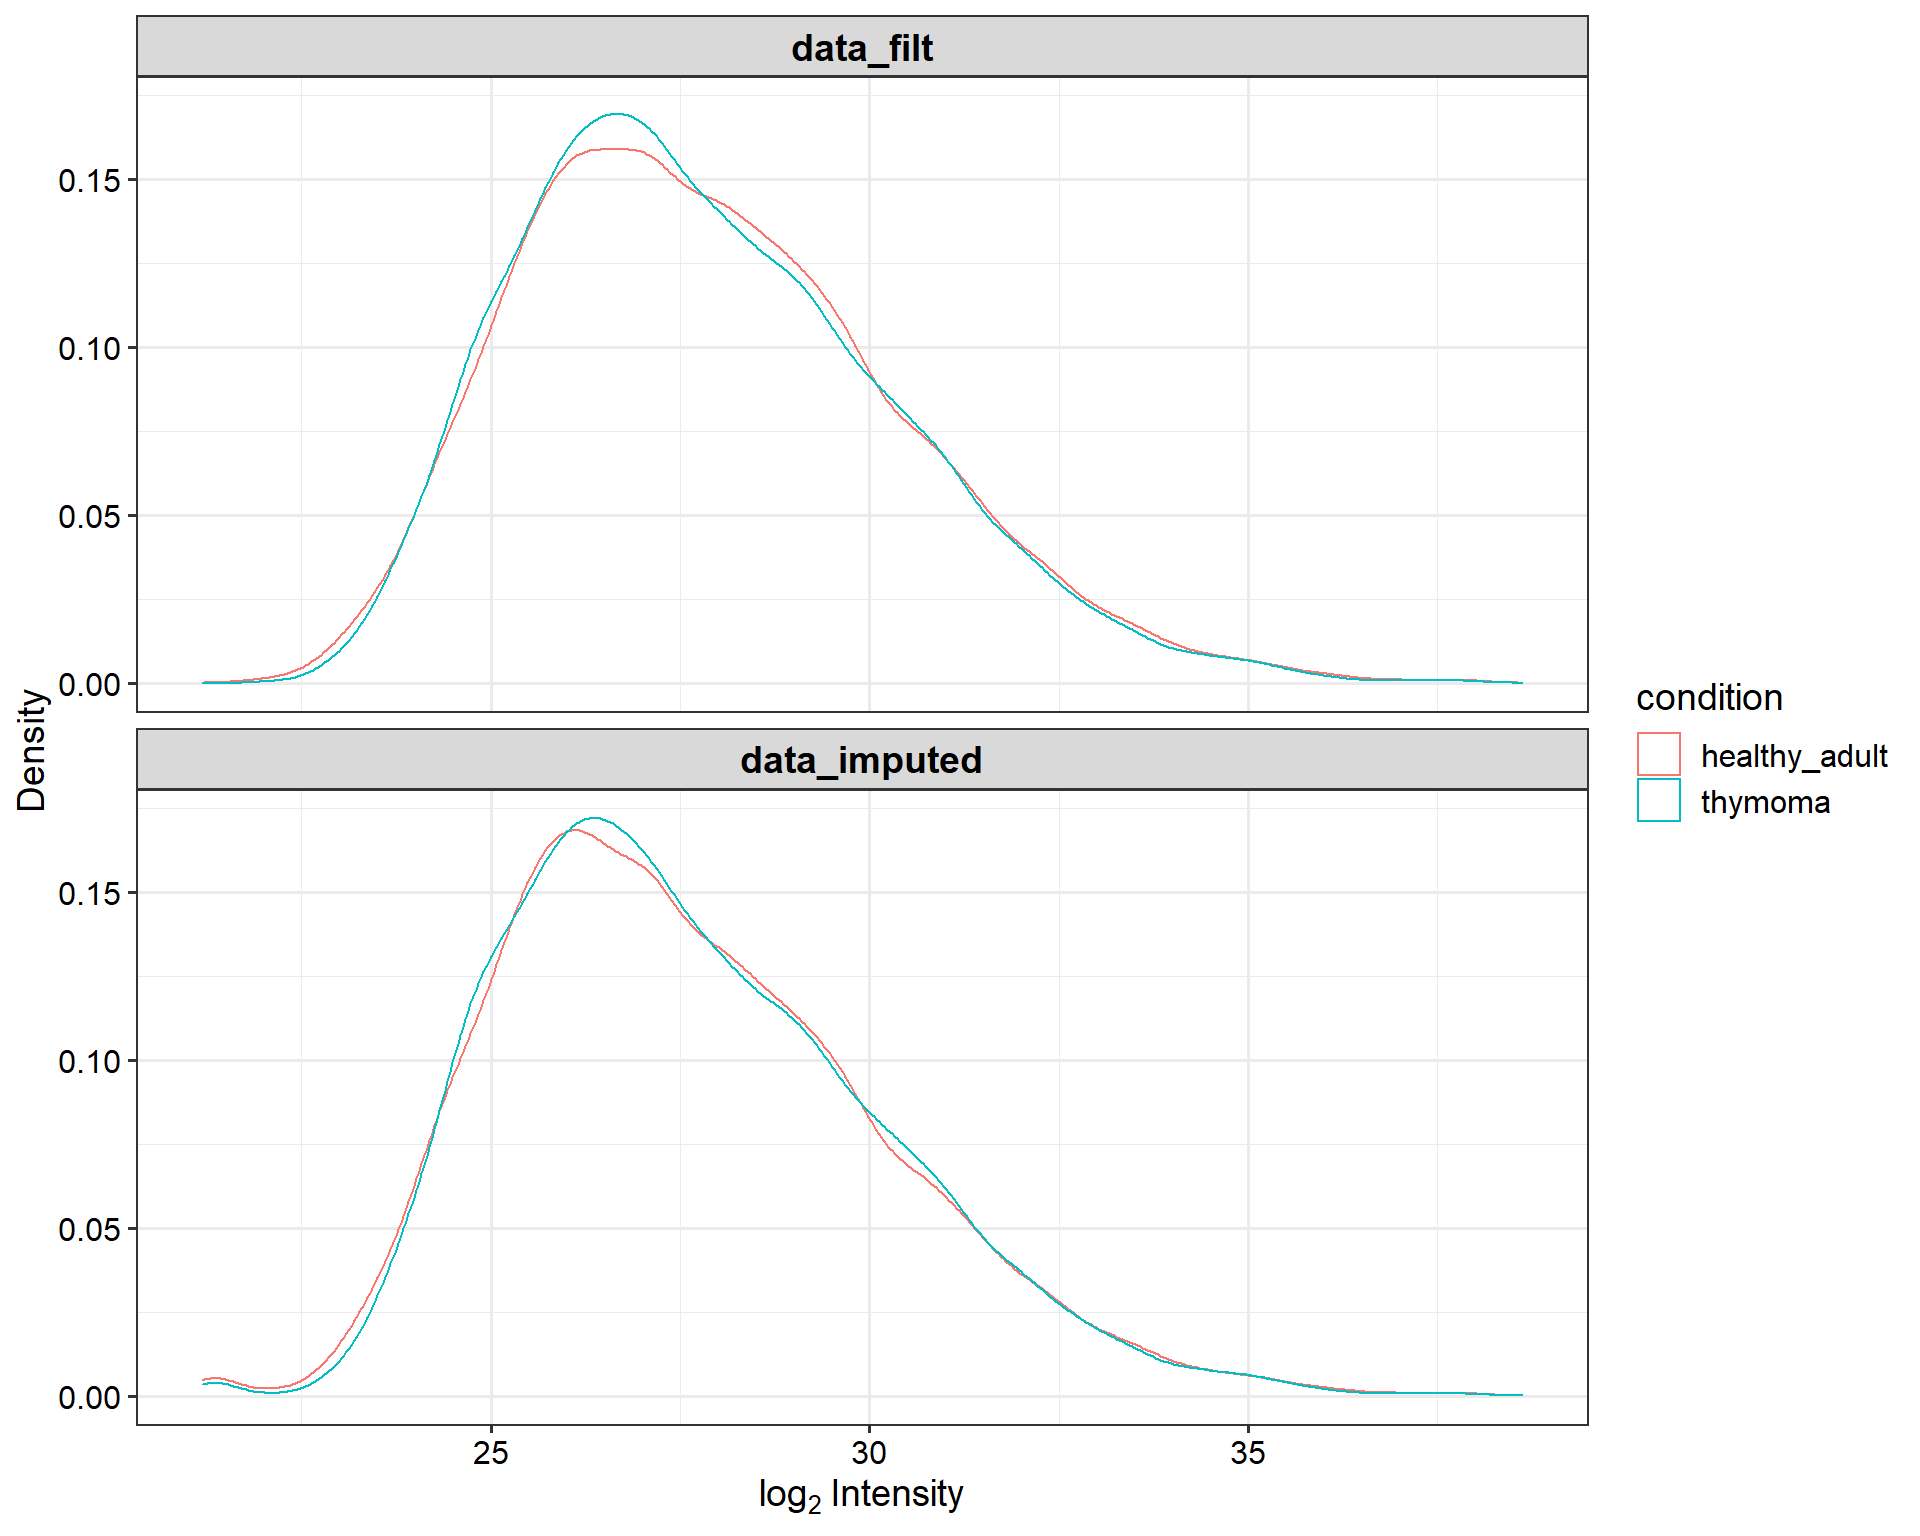 data_filt
0.15
0.10
0.05
0.00
data_imputed
0.15
0.10
0.05
0.00
25 30 35
log₂ Intensity
Density
condition
healthy_adult
thymoma